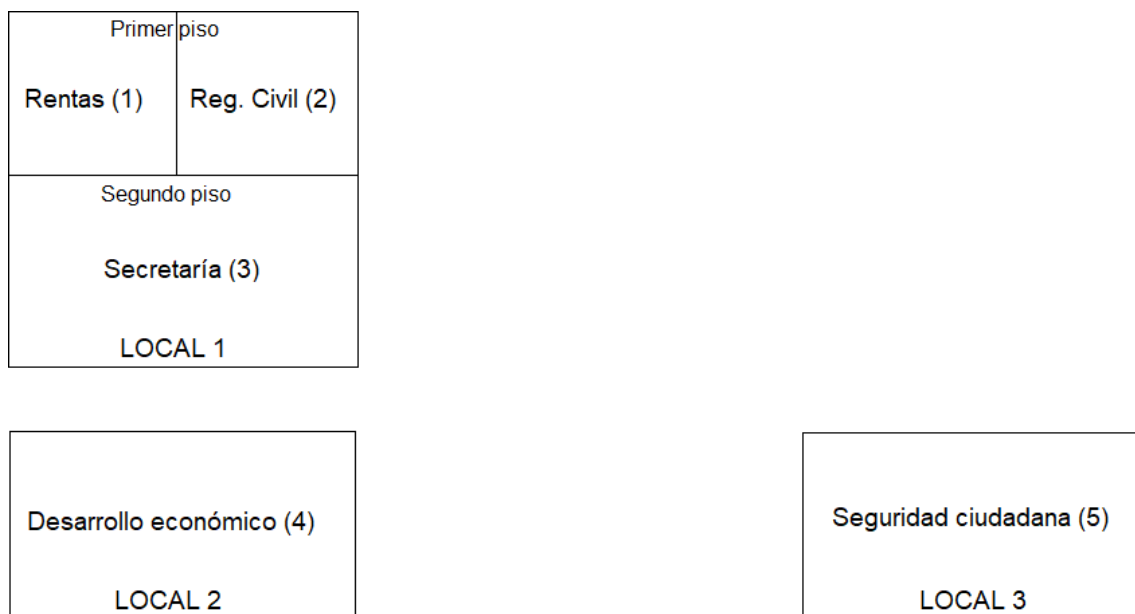 Primer piso
Rentas (1)
Reg. Civil (2)
Segundo piso
Secretaría (3)
LOCAL 1
Desarrollo económico (4)
LOCAL 2
Seguridad ciudadana (5)
LOCAL 3